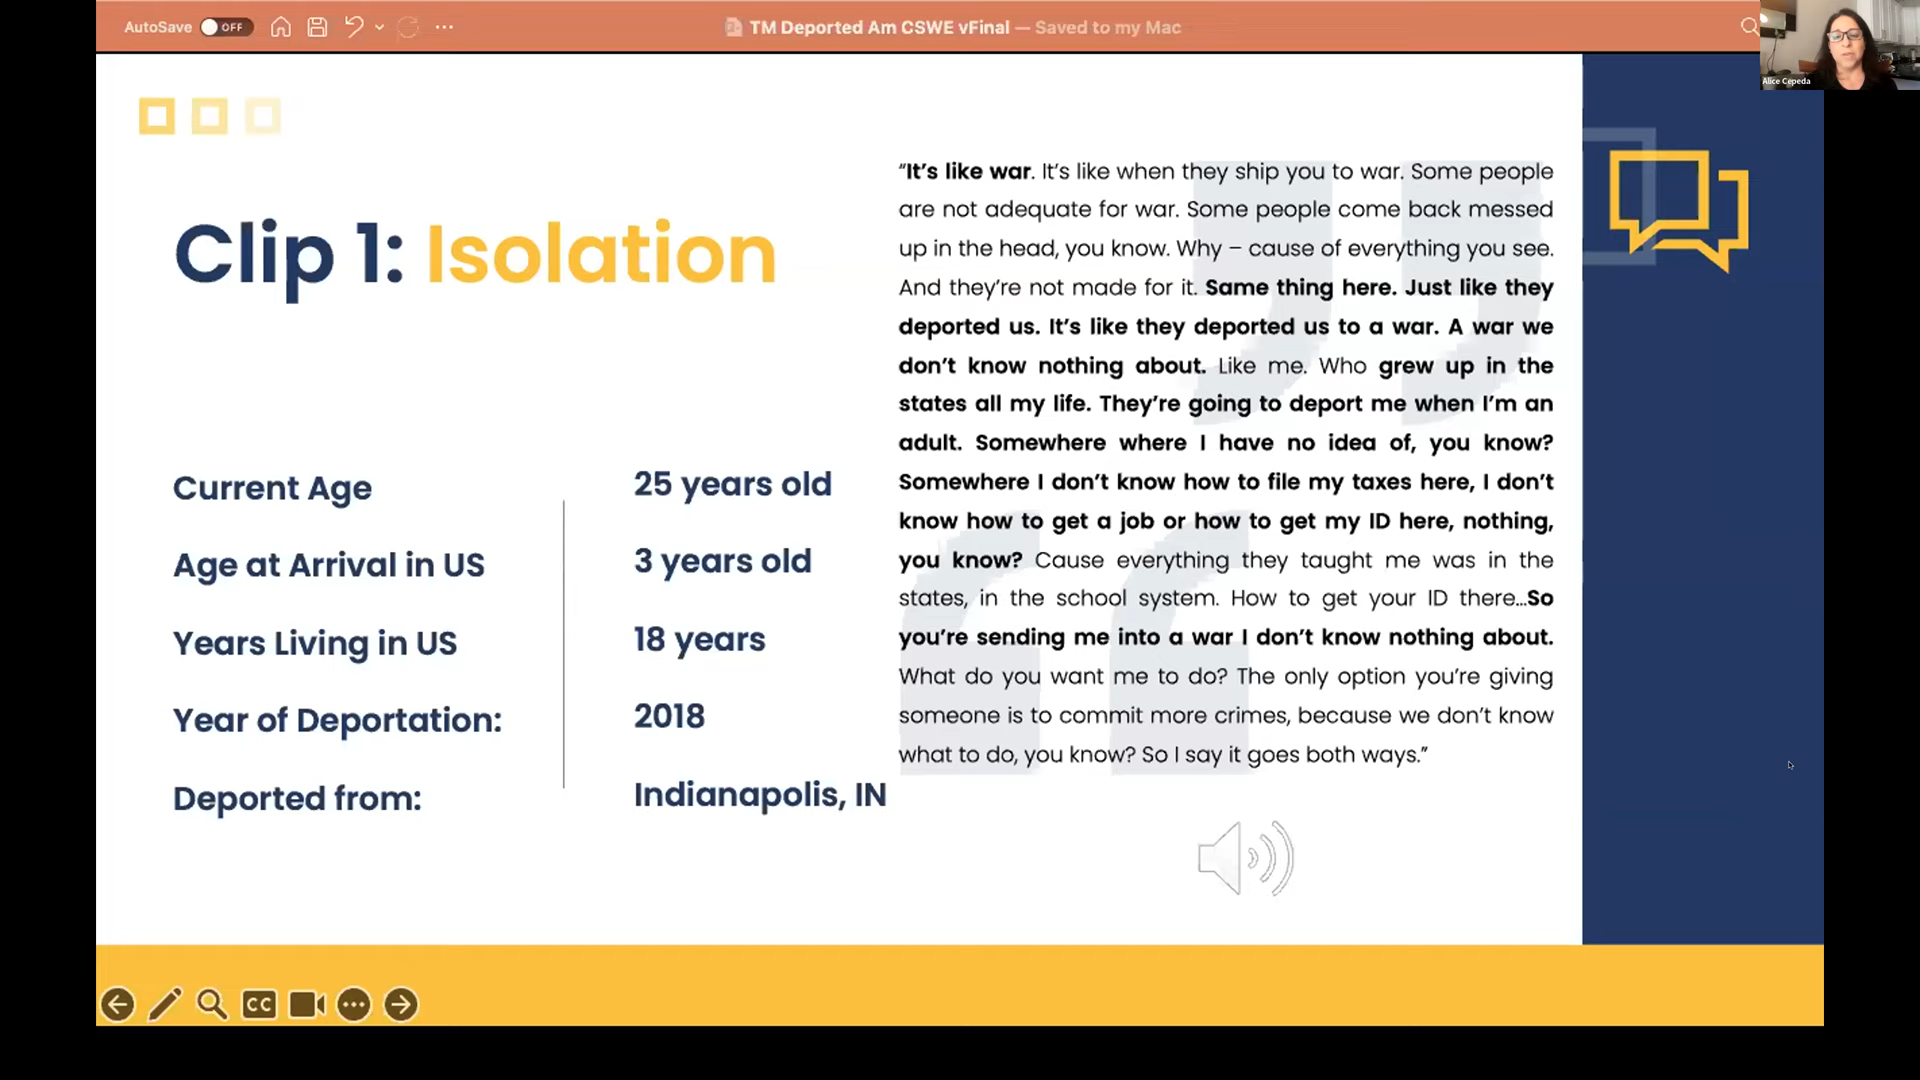 AutoSave OFF
TM Deported Am CSWE vFinal — Saved to my Mac
Alice Cepeda
Clip 1: Isolation
Current Age
25 years old
Age at Arrival in US
3 years old
Years Living in US
18 years
Year of Deportation:
2018
Deported from:
Indianapolis, IN
“It’s like war. It’s like when they ship you to war. Some people
are not adequate for war. Some people come back messed
up in the head, you know. Why – cause of everything you see.
And they’re not made for it. Same thing here. Just like they
deported us. It’s like they deported us to a war. A war we
don’t know nothing about. Like me. Who grew up in the
states all my life. They’re going to deport me when I’m an
adult. Somewhere where I have no idea of, you know?
Somewhere I don’t know how to file my taxes here, I don’t
know how to get a job or how to get my ID here, nothing,
you know? Cause everything they taught me was in the
states, in the school system. How to get your ID there…So
you’re sending me into a war I don’t know nothing about.
What do you want me to do? The only option you’re giving
someone is to commit more crimes, because we don’t know
what to do, you know? So I say it goes both ways.”
CC